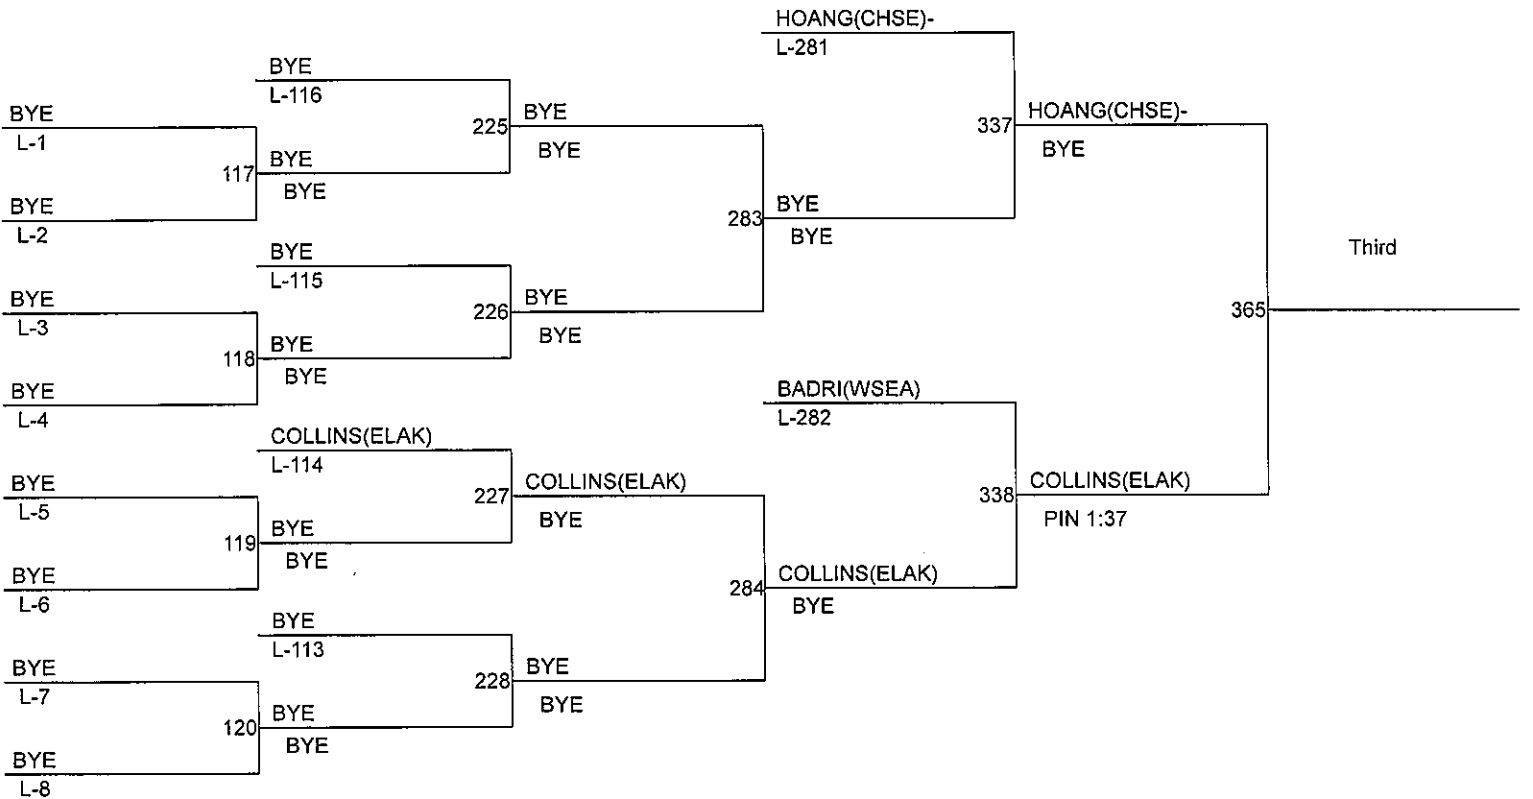 HOANG(CHSE)-
L-281
BYE
L-116
BYE
L-1
225
BYE
BYE
337
HOANG(CHSE)-
BYE
117
BYE
BYE
BYE
L-2
283
BYE
BYE
BYE
L-115
Third
BYE
L-3
226
BYE
BYE
365
118
BYE
BYE
BYE
L-4
BADRI(WSEA)
L-282
COLLINS(ELAK)
L-114
BYE
L-5
227
COLLINS(ELAK)
BYE
338
COLLINS(ELAK)
PIN 1:37
119
BYE
BYE
BYE
L-6
284
COLLINS(ELAK)
BYE
BYE
L-113
BYE
L-7
228
BYE
BYE
120
BYE
BYE
BYE
L-8